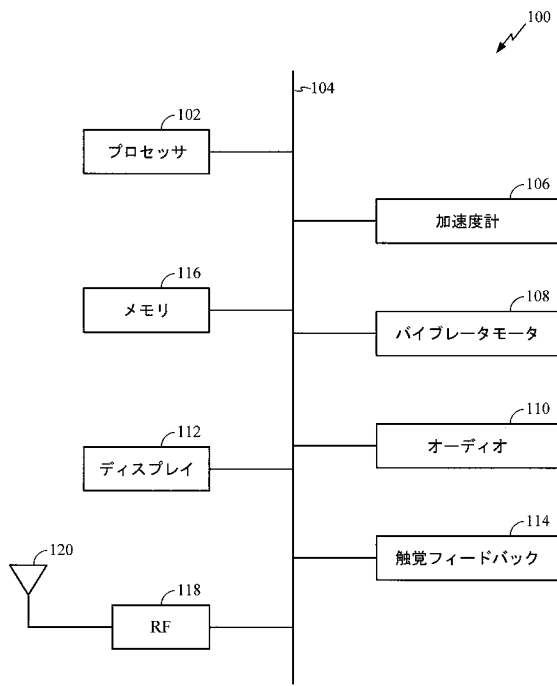 100
104
102
プロセッサ
106
加速度計
116
メモリ
108
バイブレータモータ
110
オーディオ
112
ディスプレイ
114
触覚フィードバック
120
118
RF